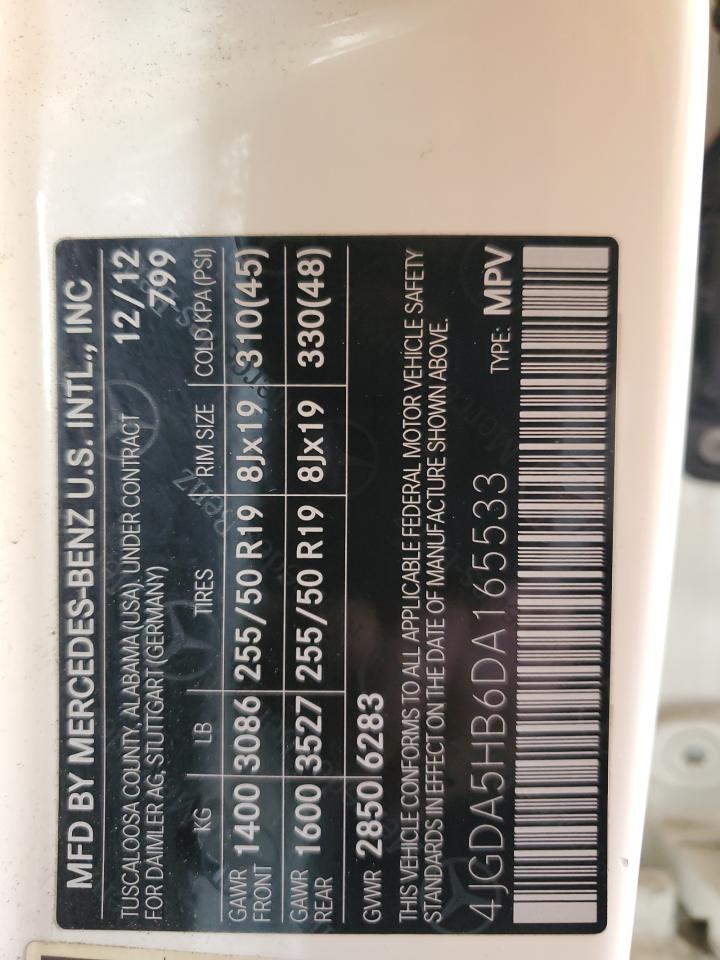 MFD BY MERCEDES-BENZ U.S. INTL., INC
TUSCALOOSA COUNTY, ALABAMA (USA), UNDER CONTRACT 12/12
FOR DAIMLER AG, STUTTGART (GERMANY) 799
KG LB TIRES RIM SIZE COLD KPA (PSI)
GAWR FRONT 1400 3086 255/50 R19 8Jx19 310(45)
GAWR REAR 1600 3527 255/50 R19 8Jx19 330(48)
GVWR 2850 6283
THIS VEHICLE CONFORMS TO ALL APPLICABLE FEDERAL MOTOR VEHICLE SAFETY
STANDARDS IN EFFECT ON THE DATE OF MANUFACTURE SHOWN ABOVE.
4JGDA5HB6DA165533 TYPE: MPV